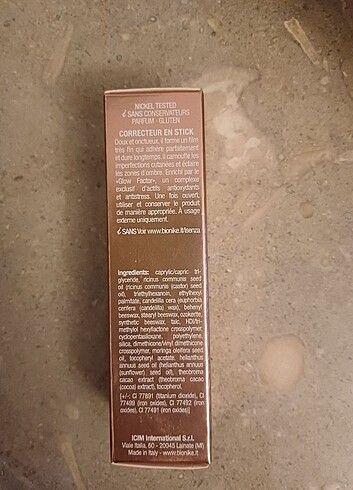 NICKEL TESTED
SANS CONSERVATEURS
PARFUM - GLUTEN
CORRECTEUR EN STICK
Doux et onctueux, il forme un film
très fin qui adhère parfaitement
et dure longtemps. Il camoufle les
imperfections cutanées et éclaire
les zones d'ombre. Enrichi par le
«Glow Factor», un complexe
exclusif d'actifs antioxydants
et antistress. Une fois ouvert,
utiliser et conserver le produit
de manière appropriée. À usage
externe uniquement.
SANS Voir www.bionike.it/senza
Ingredients: caprylic/capric tri-
glyceride, ricinus communis seed
oil (ricinus communis (castor) seed
oil), triethylhexanoin, ethylhexyl
palmitate, candelilla cera (euphorbia
cerifera (candelilla) wax), behenyl
beeswax, stearyl beeswax, ozokerite,
synthetic beeswax, talc, HDI/tri-
methylol hexyllactone crosspolymer,
cyclopentasiloxane, polyethylene,
silica, dimethicone/vinyl dimethicone
crosspolymer, moringa oleifera seed
oil, tocopheryl acetate, helianthus
annuus seed oil (helianthus annuus
(sunflower) seed oil), theobroma
cacao extract (theobroma cacao
(cocoa) extract), tocopherol.
[+/- CI 77891 (titanium dioxide), CI
77499 (iron oxides), CI 77492 (iron
oxides), CI 77491 (iron oxides)]
ICIM International S.r.l.
Viale Italia, 60 - 20045 Lainate (MI)
Made in Italy - www.bionike.it